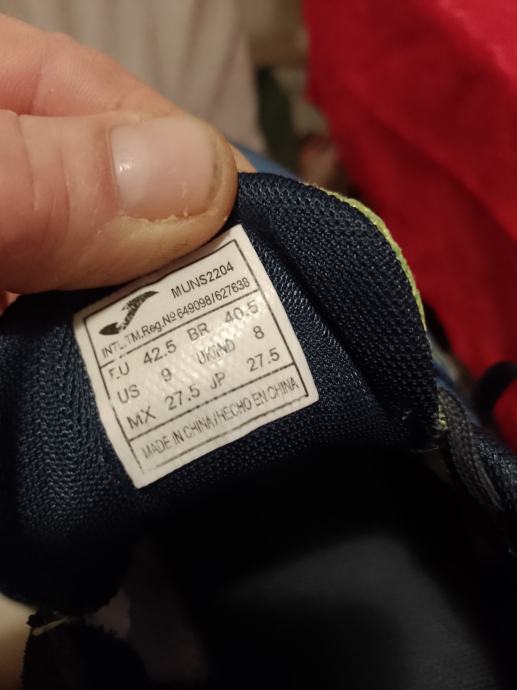 MUNS2204
INTL.TM.Reg.Nº649098/627638
EU 42.5 BR 40.5
US 9 UK/IND 8
MX 27.5 JP 27.5
MADE IN CHINA/HECHO EN CHINA